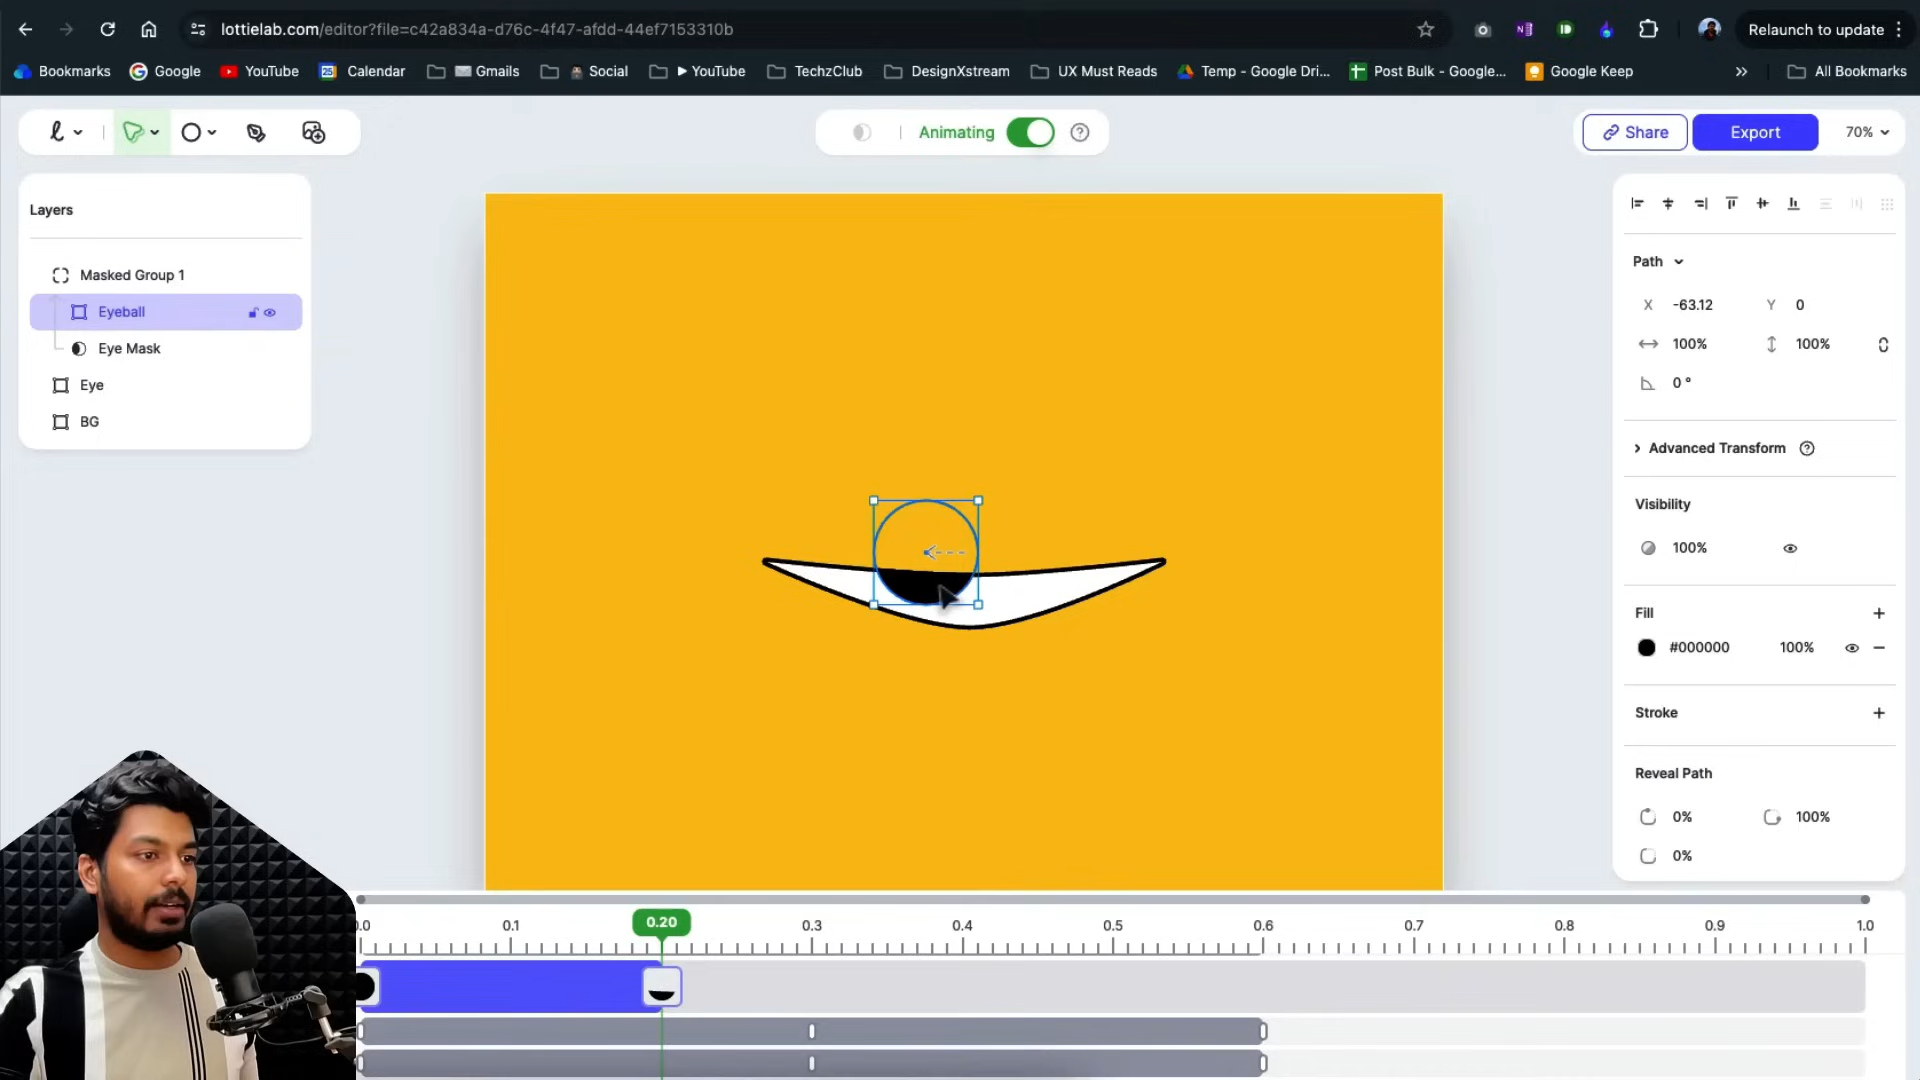 lottielab.com/editor?file=c42a834a-d76c-4f47-afdd-44ef7153310b
Relaunch to update
Bookmarks
Google
YouTube
25
Calendar
Gmails
Social
YouTube
TechzClub
DesignXstream
UX Must Reads
Temp - Google Dri...
Post Bulk - Google...
Google Keep
All Bookmarks
Animating
Share
Export
70%
Layers
Masked Group 1
Eyeball
Eye Mask
Eye
BG
Path
X -63.12 Y 0
100% 100%
0 °
Advanced Transform
Visibility
100%
Fill
#000000 100%
Stroke
Reveal Path
0% 100%
0%
0.20
0.1 0.3 0.4 0.5 0.6 0.7 0.8 0.9 1.0